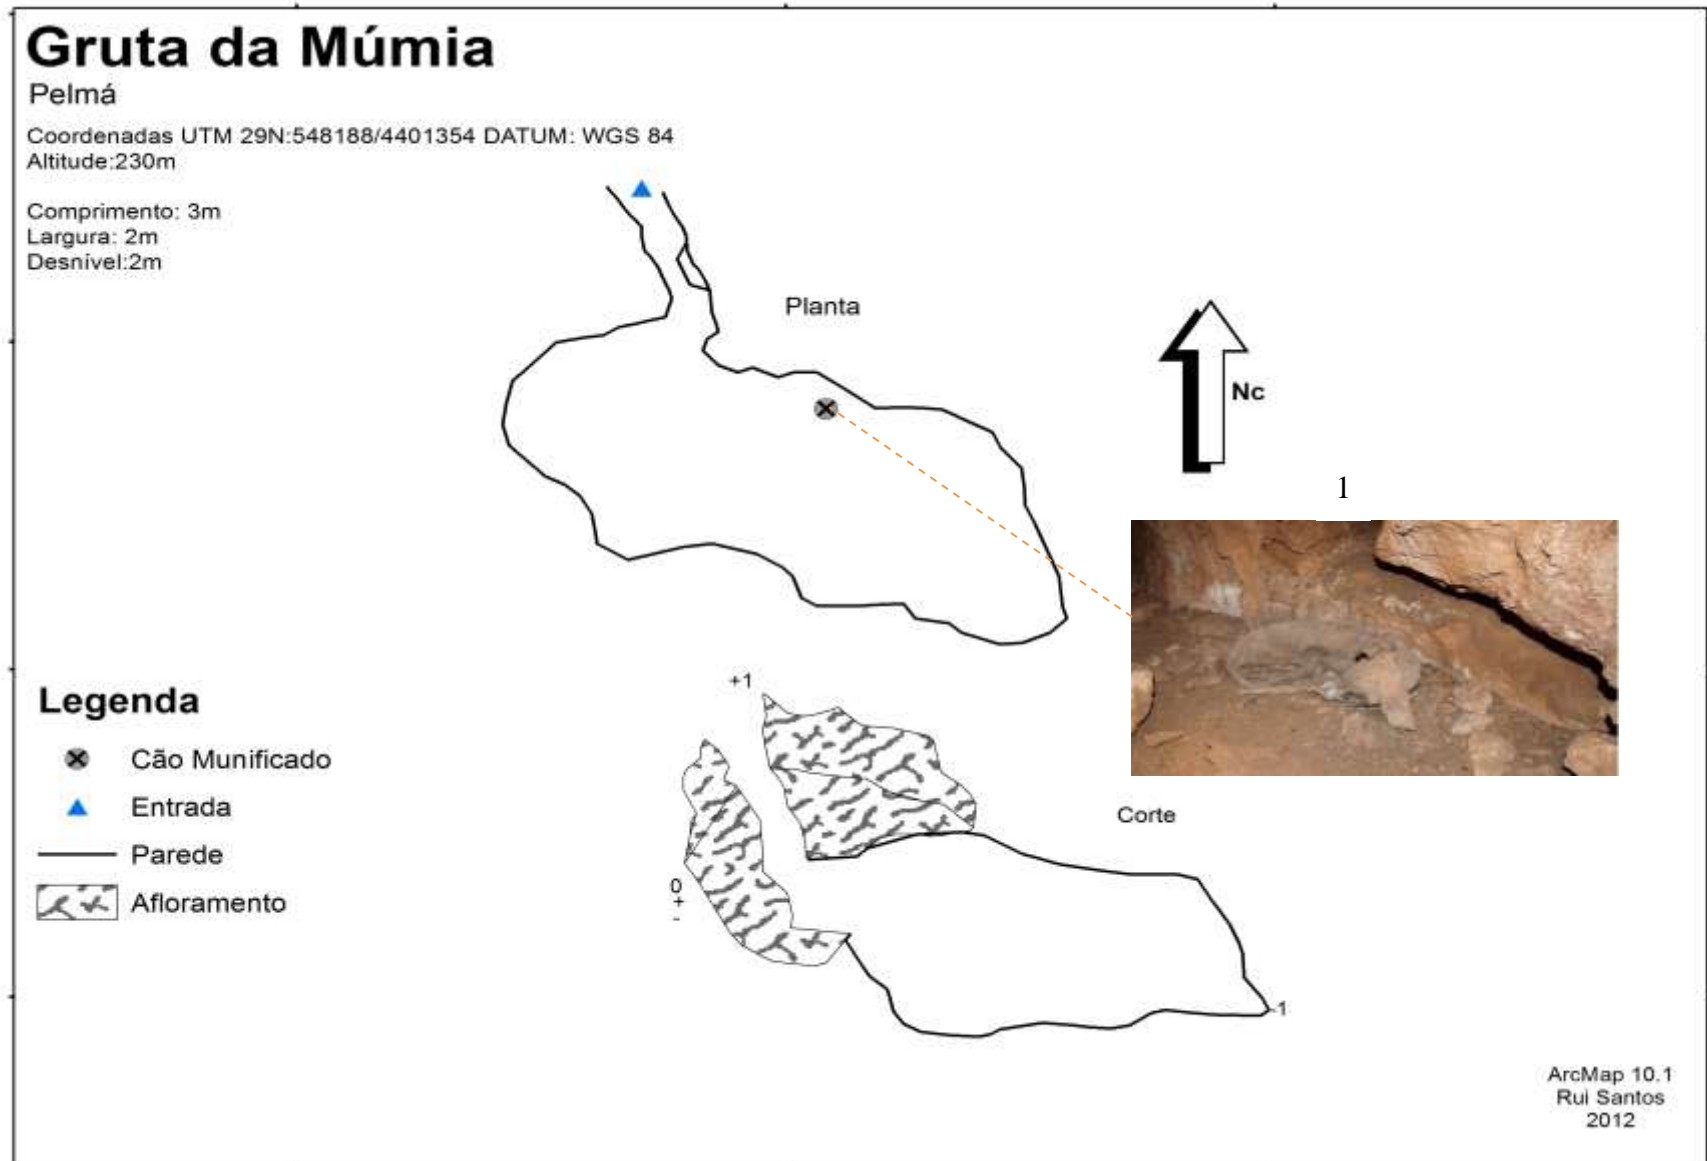 Gruta da Múmia
Pelmá
Coordenadas UTM 29N:548188/4401354 DATUM: WGS 84
Altitude:230m
Comprimento: 3m
Largura: 2m
Desnível:2m
Planta
Nc
1
Legenda
Cão Munificado
Entrada
Parede
Afloramento
+1
0
+
-
Corte
-1
ArcMap 10.1
Rui Santos
2012